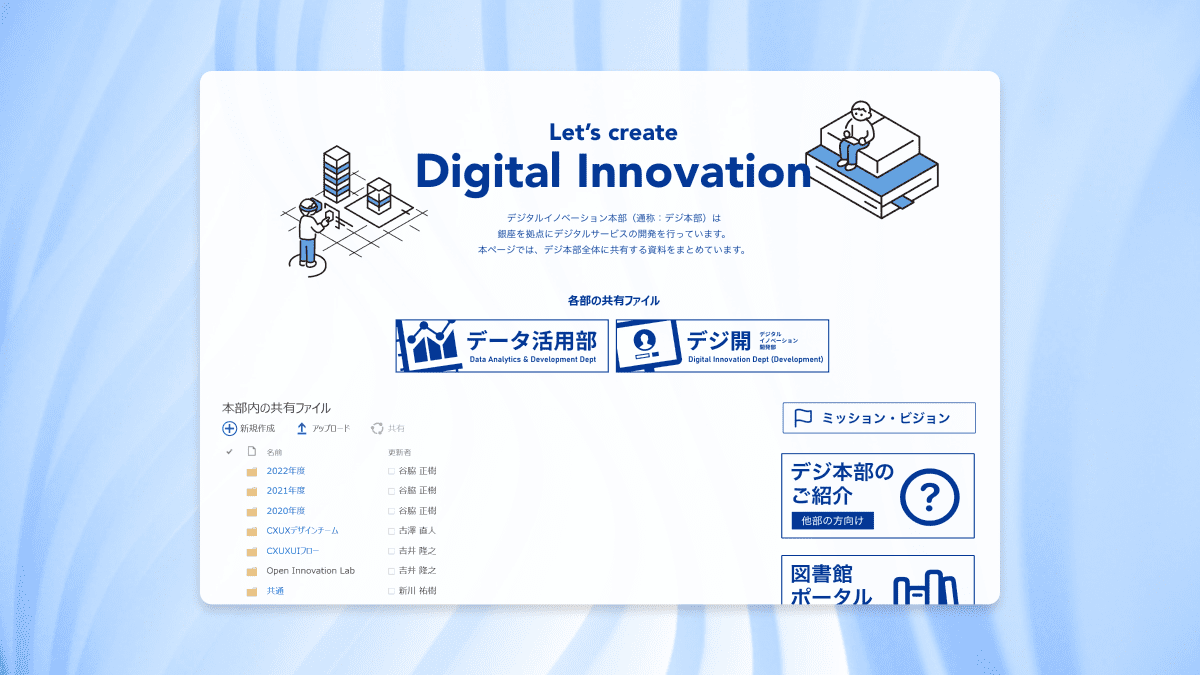 Let's create
Digital Innovation
デジタルイノベーション本部（通称：デジ本部）は
銀座を拠点にデジタルサービスの開発を行っています。
本ページでは、デジ本部全体に共有する資料をまとめています。
各部の共有ファイル
データ活用部
Data Analytics & Development Dept
デジ開
デジタル
イノベーション
開発部
Digital Innovation Dept (Development)
本部内の共有ファイル
新規作成 アップロード 共有
名前 更新者
2022年度 谷脇 正樹
2021年度 谷脇 正樹
2020年度 谷脇 正樹
CXUXデザインチーム 古澤 直人
CXUXUIフロー 吉井 隆之
Open Innovation Lab 吉井 隆之
共通 新川 祐樹
ミッション・ビジョン
デジ本部の
ご紹介
他部の方向け
?
図書館
ポータル